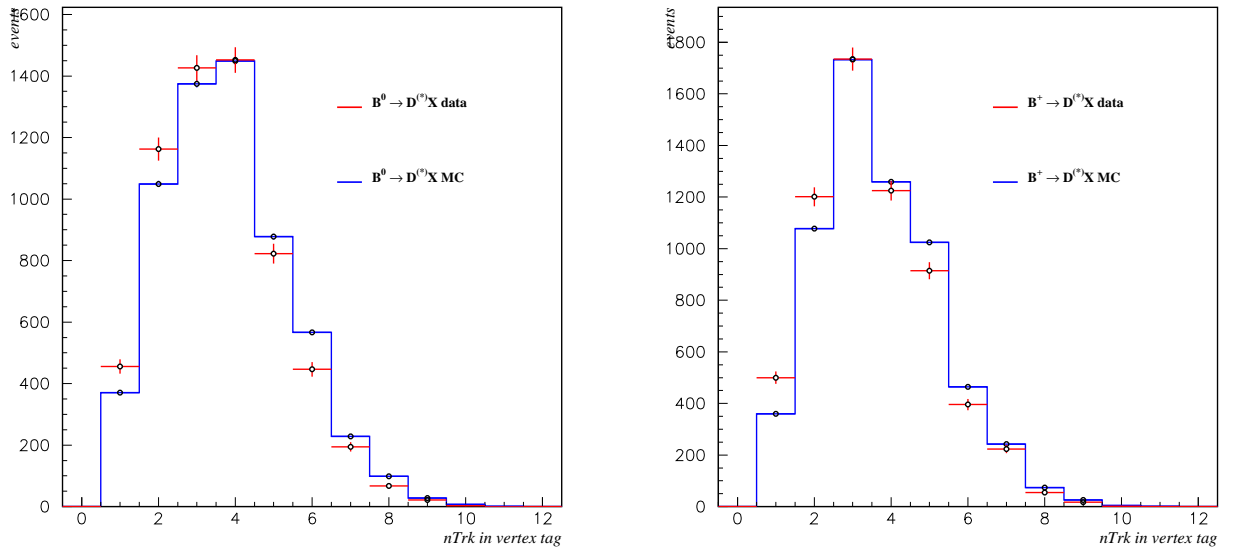 events
1600
1400
1200
1000
800
600
400
200
0
B⁰ → D⁽*⁾X data
B⁰ → D⁽*⁾X MC
0 2 4 6 8 10 12
nTrk in vertex tag
events
1800
1600
1400
1200
1000
800
600
400
200
0
B⁺ → D⁽*⁾X data
B⁺ → D⁽*⁾X MC
0 2 4 6 8 10 12
nTrk in vertex tag